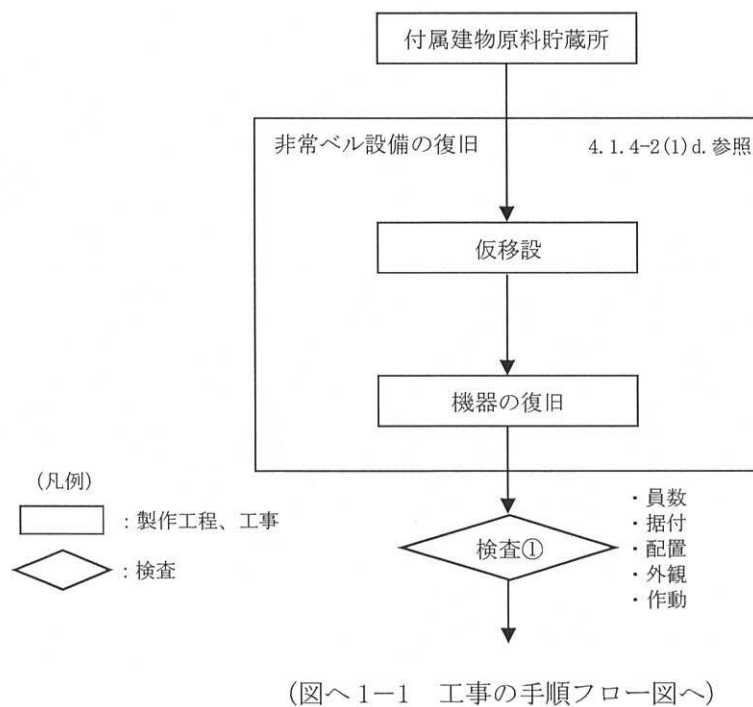 付属建物原料貯蔵所
非常ベル設備の復旧 4.1.4-2(1)d.参照
仮移設
機器の復旧
(凡例)
：製作工程、工事
：検査
検査①
・員数
・据付
・配置
・外観
・作動
(図へ1－1 工事の手順フロー図へ)